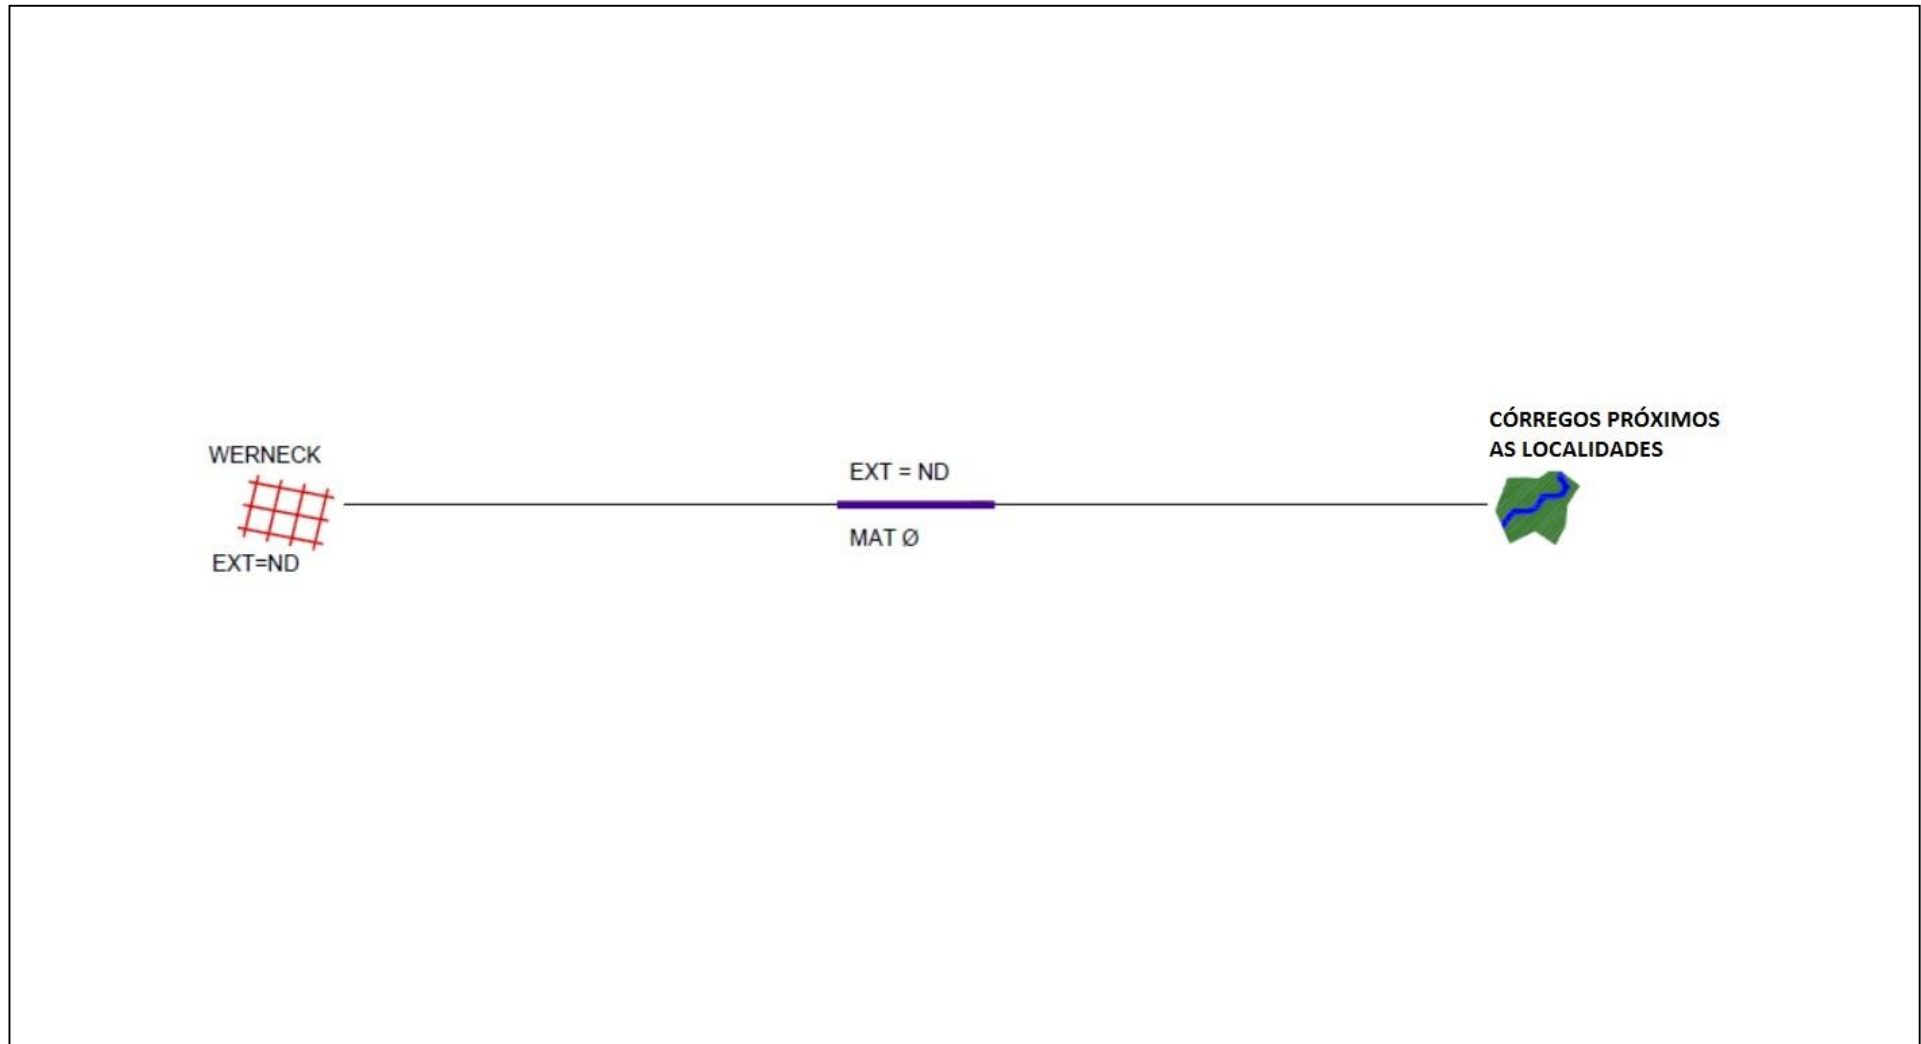 WERNECK
EXT=ND
EXT = ND
MAT Ø
CÓRREGOS PRÓXIMOS
AS LOCALIDADES